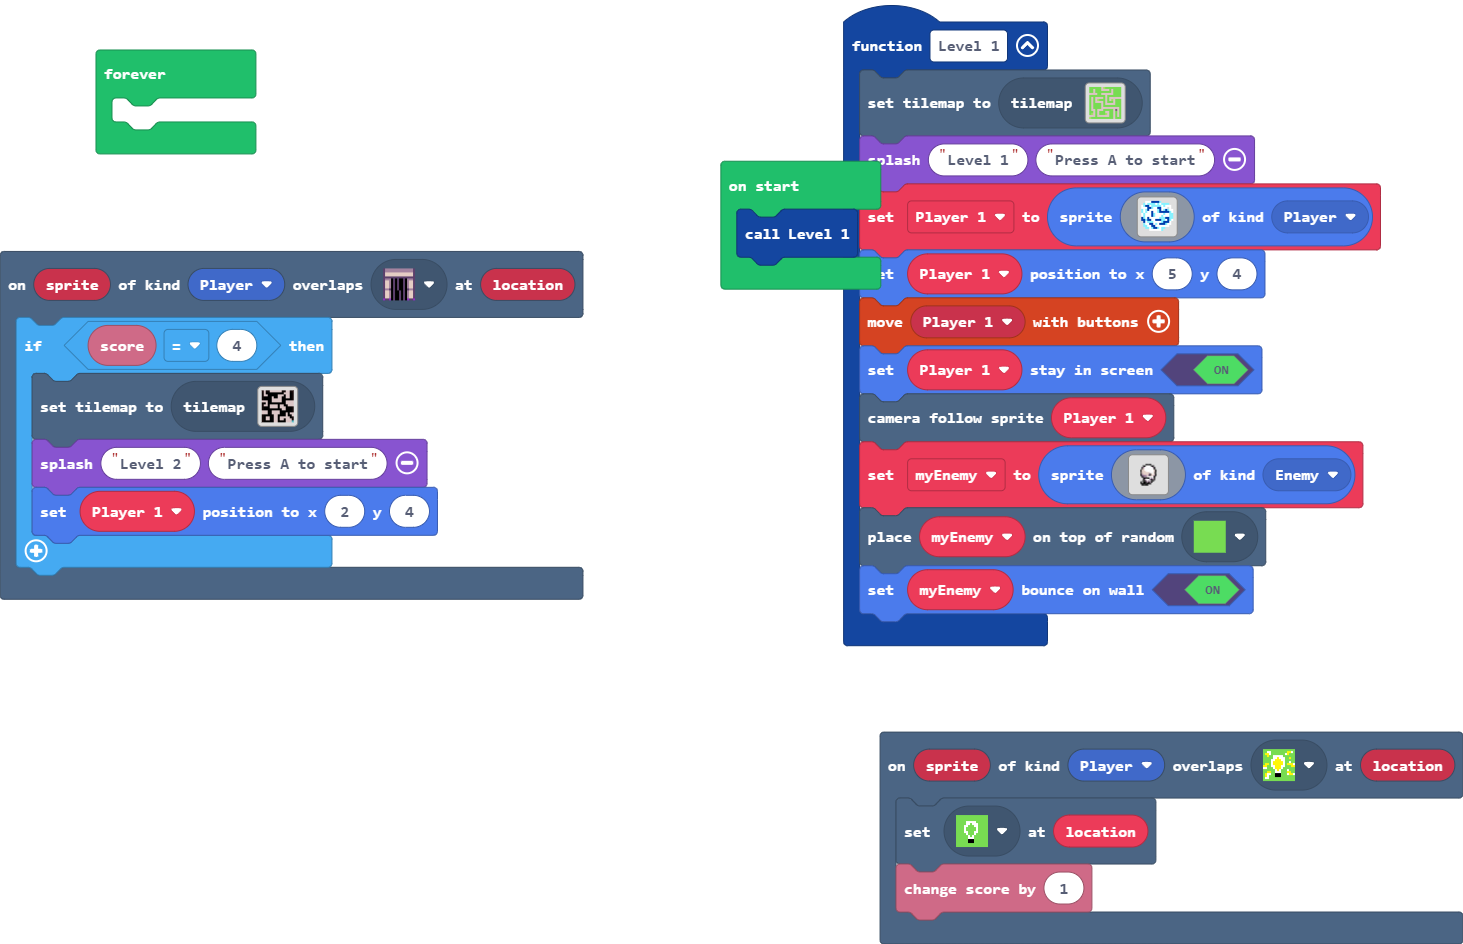 forever
on sprite of kind Player overlaps at location
if score = 4 then
set tilemap to tilemap
splash "Level 2" "Press A to start"
set Player 1 position to x 2 y 4
function Level 1
set tilemap to tilemap
splash "Level 1" "Press A to start"
on start
call Level 1
set Player 1 to sprite of kind Player
set Player 1 position to x 5 y 4
move Player 1 with buttons
set Player 1 stay in screen ON
camera follow sprite Player 1
set myEnemy to sprite of kind Enemy
place myEnemy on top of random
set myEnemy bounce on wall ON
on sprite of kind Player overlaps at location
set at location
change score by 1